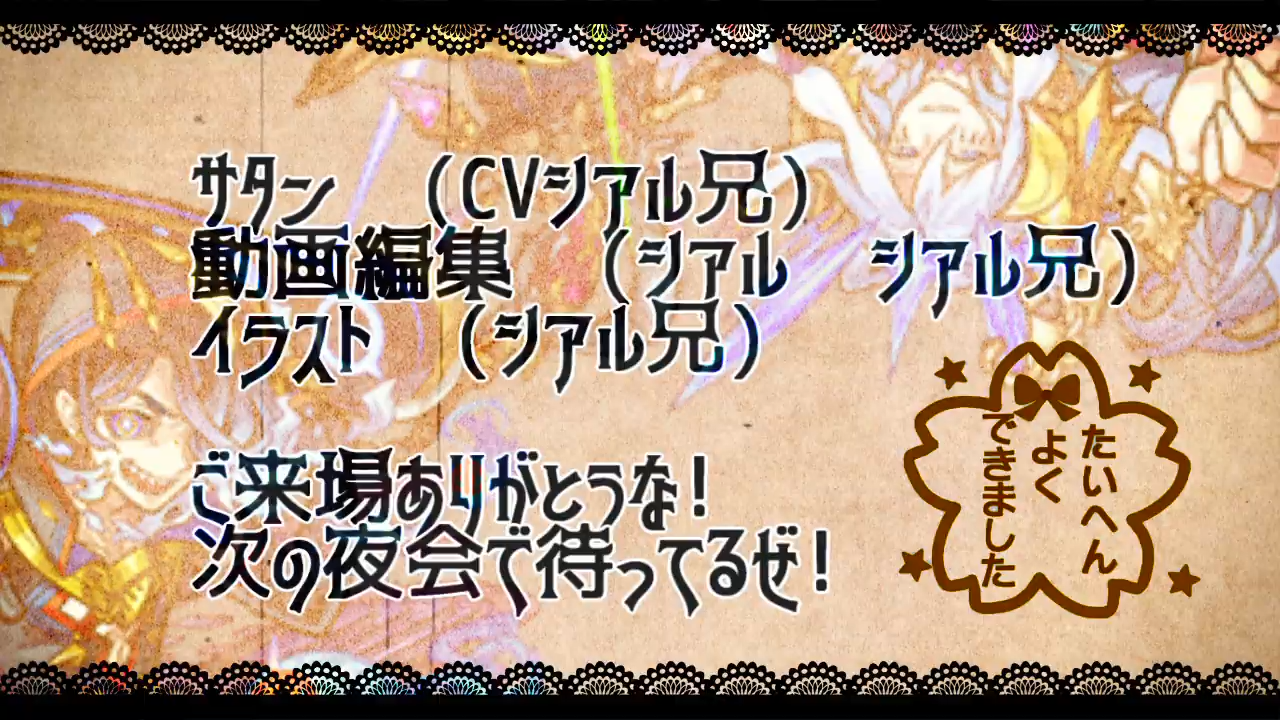 サタン　（CVシアル兄）
動画編集　（シアル　シアル兄）
イラスト　（シアル兄）
ご来場ありがとうな！
次の夜会で待ってるぜ！
たいへん
よく
できました